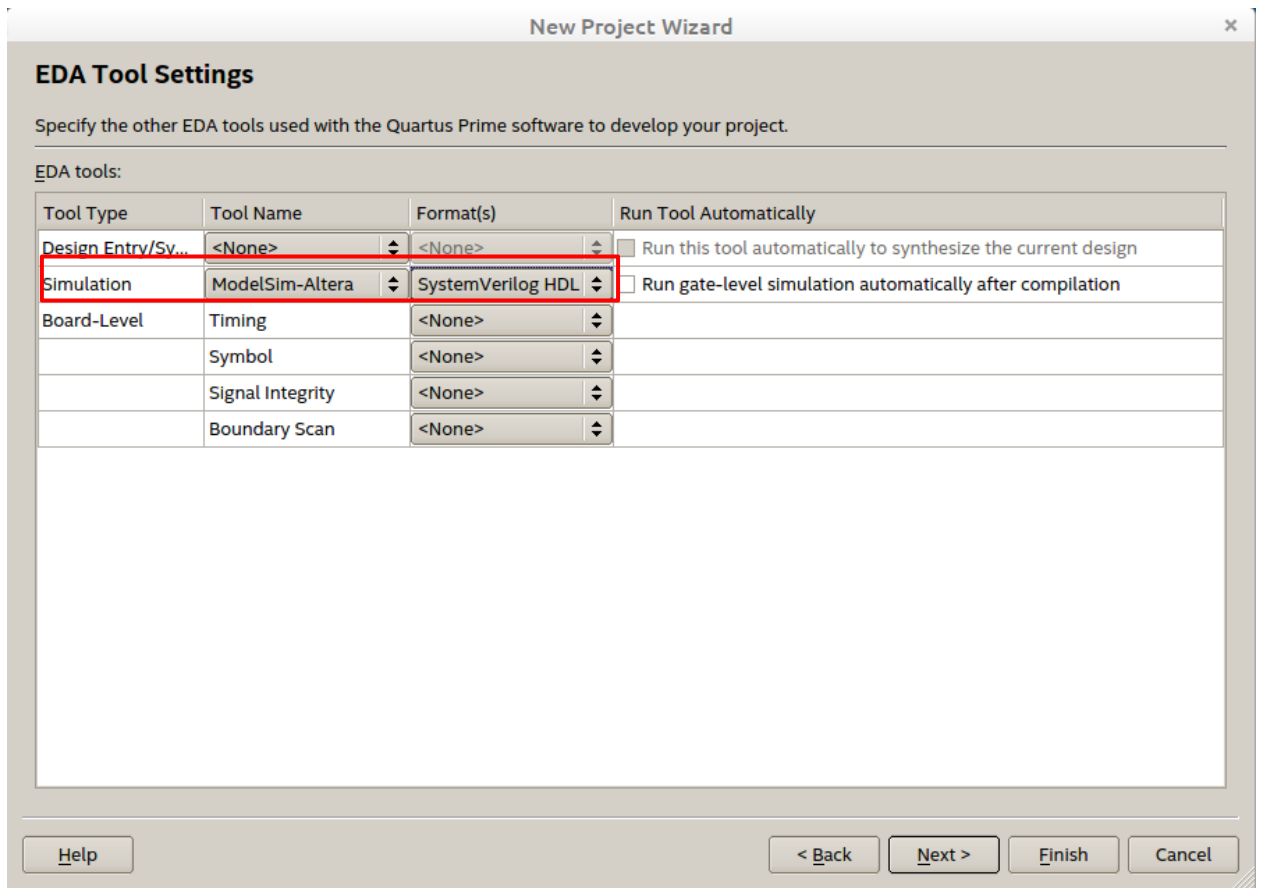 New Project Wizard
EDA Tool Settings
Specify the other EDA tools used with the Quartus Prime software to develop your project.
EDA tools:
Tool Type Tool Name Format(s) Run Tool Automatically
Design Entry/Sy... <None> <None> Run this tool automatically to synthesize the current design
Simulation ModelSim-Altera SystemVerilog HDL Run gate-level simulation automatically after compilation
Board-Level Timing <None>
Symbol <None>
Signal Integrity <None>
Boundary Scan <None>
Help < Back Next > Finish Cancel